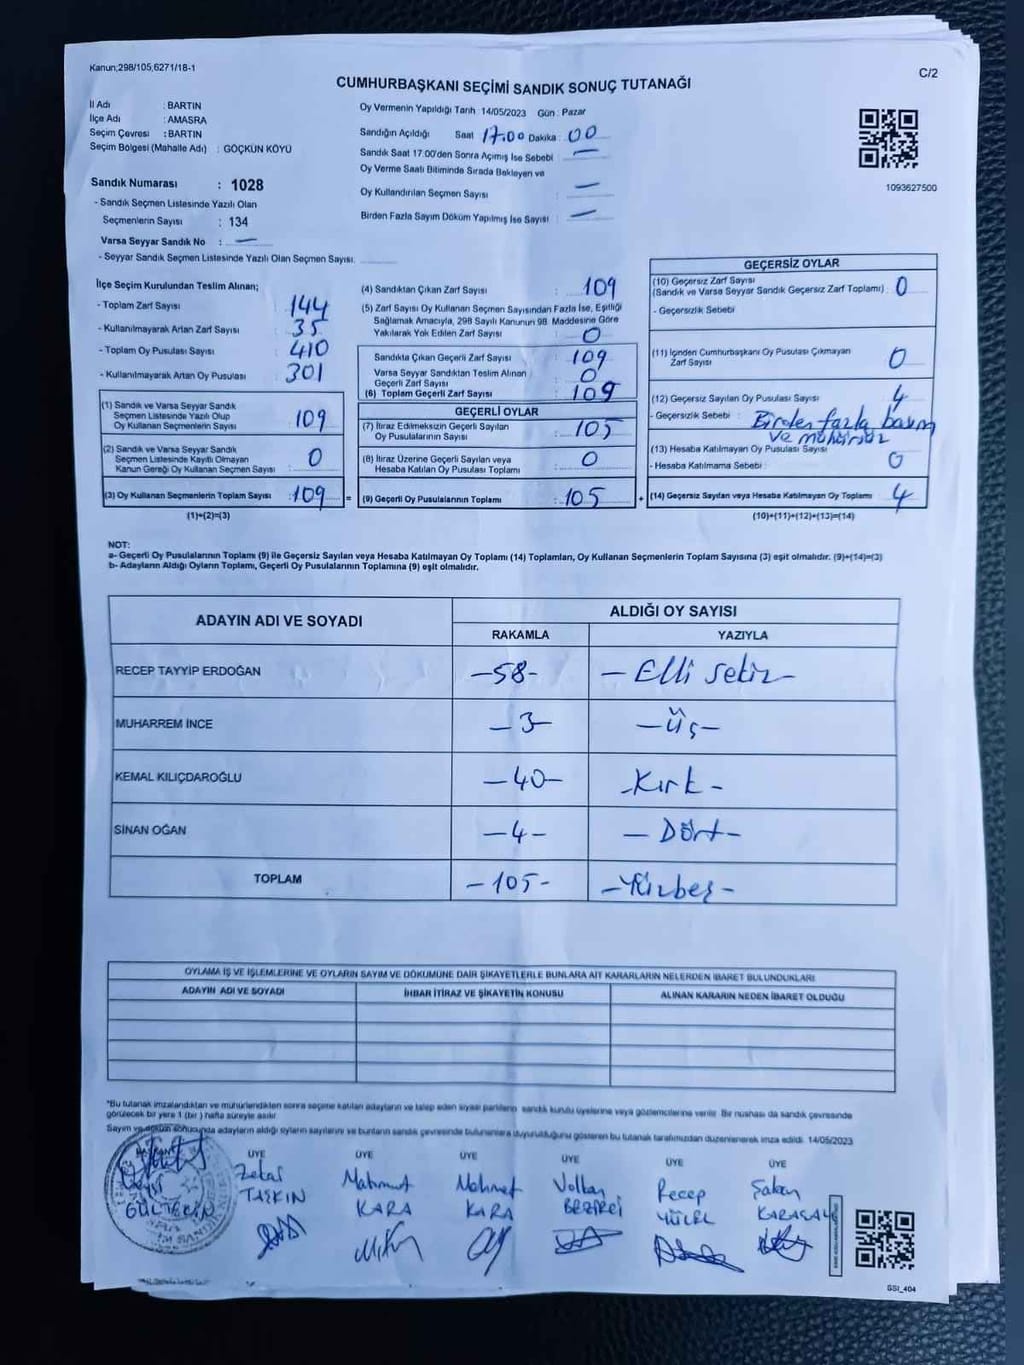 Kanun;298/105,6271/18-1
C/2
CUMHURBAŞKANI SEÇİMİ SANDIK SONUÇ TUTANAĞI
İl Adı : BARTIN
İlçe Adı : AMASRA
Seçim Çevresi : BARTIN
Seçim Bölgesi (Mahalle Adı) : GÖÇKÜN KÖYÜ
Sandık Numarası : 1028
- Sandık Seçmen Listesinde Yazılı Olan
Seçmenlerin Sayısı : 134
Varsa Seyyar Sandık No : —
- Seyyar Sandık Seçmen Listesinde Yazılı Olan Seçmen Sayısı:
Oy Vermenin Yapıldığı Tarih 14/05/2023 Gün : Pazar
Sandığın Açıldığı Saat 17.00 Dakika : 00
Sandık Saat 17.00'den Sonra Açımış İse Sebebi —
Oy Verme Saati Bitiminde Sırada Bekleyen ve
Oy Kullandırılan Seçmen Sayısı : —
Birden Fazla Sayım Döküm Yapılmış İse Sayısı : —
1093627500
İlçe Seçim Kurulundan Teslim Alınan;
- Toplam Zarf Sayısı 144
- Kullanılmayarak Artan Zarf Sayısı 35
- Toplam Oy Pusulası Sayısı 410
- Kullanılmayarak Artan Oy Pusulası 301
(1) Sandık ve Varsa Seyyar Sandık
Seçmen Listesinde Yazılı Olup
Oy Kullanan Seçmenlerin Sayısı 109
(2) Sandık ve Varsa Seyyar Sandık
Seçmen Listesinde Kayıtlı Olmayan
Kanun Gereği Oy Kullanan Seçmen Sayısı 0
(3) Oy Kullanan Seçmenlerin Toplam Sayısı : 109 =
(1)+(2)=(3)
(4) Sandıktan Çıkan Zarf Sayısı : 109
(5) Zarf Sayısı Oy Kullanan Seçmen Sayısından Fazla İse, Eşitliği
Sağlamak Amacıyla, 298 Sayılı Kanunun 98. Maddesine Göre
Yakılarak Yok Edilen Zarf Sayısı : 0
Sandıkta Çıkan Geçerli Zarf Sayısı : 109
Varsa Seyyar Sandıktan Teslim Alınan
Geçerli Zarf Sayısı : 0
(6) Toplam Geçerli Zarf Sayısı : 109
GEÇERLİ OYLAR
(7) İtiraz Edilmeksizin Geçerli Sayılan
Oy Pusulalarının Sayısı : 105
(8) İtiraz Üzerine Geçerli Sayılan veya
Hesaba Katılan Oy Pusulası Toplamı : 0
(9) Geçerli Oy Pusulalarının Toplamı : 105 +
GEÇERSİZ OYLAR
(10) Geçersiz Zarf Sayısı
(Sandık ve Varsa Seyyar Sandık Geçersiz Zarf Toplamı) : 0
- Geçersizlik Sebebi
(11) İçinden Cumhurbaşkanı Oy Pusulası Çıkmayan
Zarf Sayısı 0
(12) Geçersiz Sayılan Oy Pusulası Sayısı 4
- Geçersizlik Sebebi : Birden fazla basım
ve mühürsüz
(13) Hesaba Katılmayan Oy Pusulası Sayısı 0
- Hesaba Katılmama Sebebi :
(14) Geçersiz Sayılan veya Hesaba Katılmayan Oy Toplamı 4
(10)+(11)+(12)+(13)=(14)
NOT:
a- Geçerli Oy Pusulalarının Toplamı (9) ile Geçersiz Sayılan veya Hesaba Katılmayan Oy Toplamı (14) Toplamları, Oy Kullanan Seçmenlerin Toplam Sayısına (3) eşit olmalıdır. (9)+(14)=(3)
b- Adayların Aldığı Oyların Toplamı, Geçerli Oy Pusulalarının Toplamına (9) eşit olmalıdır.
ADAYIN ADI VE SOYADI ALDIĞI OY SAYISI
RAKAMLA YAZIYLA
RECEP TAYYİP ERDOĞAN -58- - Elli sekiz -
MUHARREM İNCE -3- -üç-
KEMAL KILIÇDAROĞLU -40- -Kırk -
SİNAN OĞAN -4- - Dört -
TOPLAM -105- -Yüzbeş -
OYLAMA İŞ VE İŞLEMLERİNE VE OYLARIN SAYIM VE DÖKÜMÜNE DAİR ŞİKAYETLERLE BUNLARA AİT KARARLARIN NELERDEN İBARET BULUNDUKLARI
ADAYIN ADI VE SOYADI İHBAR İTİRAZ VE ŞİKAYETİN KONUSU ALINAN KARARIN NEDEN İBARET OLDUĞU
*Bu tutanak imzalandıktan ve mühürlendikten sonra seçime katılan adayların ve talep eden siyasi partilerin sandık kurulu üyelerine veya gözlemcilerine verilir. Bir nüshası da sandık çevresinde
görülecek bir yere 1 (bir) hafta süreyle asılır.
Sayım ve döküm sonucunda adayların aldığı oyların sayılarını ve bunların sandık çevresinde bulunanlara duyurulduğunu gösteren bu tutanak tarafımızdan düzenlenerek imza edildi. 14/05/2023
ÜYE ÜYE ÜYE ÜYE ÜYE ÜYE
Zekai Mahmut Mehmet Volkan Recep Şaban
GÜLTEKİN TAŞKIN KARA KARA YÜCEL
GSI_404